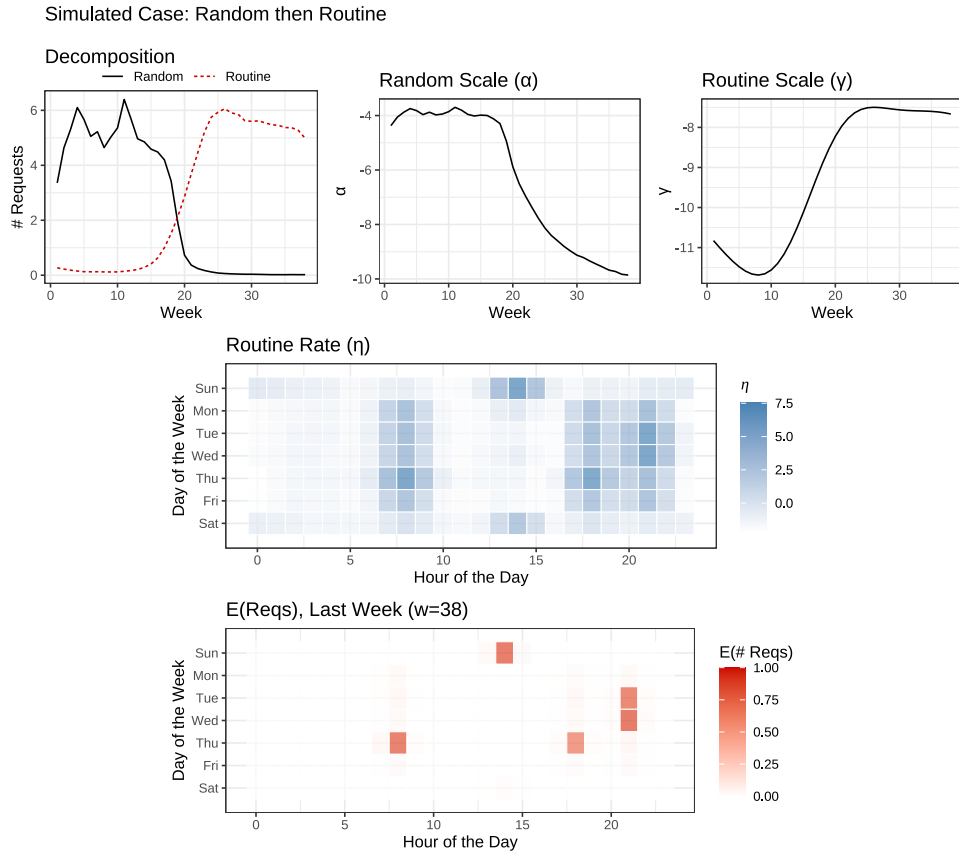 Simulated Case: Random then Routine
Decomposition
Random Routine
# Requests
6
4
2
0
0 10 20 30
Week
Random Scale (α)
α
-4
-6
-8
-10
0 10 20 30
Week
Routine Scale (γ)
γ
-8
-9
-10
-11
0 10 20 30
Week
Routine Rate (η)
Day of the Week
Sun
Mon
Tue
Wed
Thu
Fri
Sat
0 5 10 15 20
Hour of the Day
η
7.5
5.0
2.5
0.0
E(Reqs), Last Week (w=38)
Day of the Week
Sun
Mon
Tue
Wed
Thu
Fri
Sat
0 5 10 15 20
Hour of the Day
E(# Reqs)
1.00
0.75
0.50
0.25
0.00